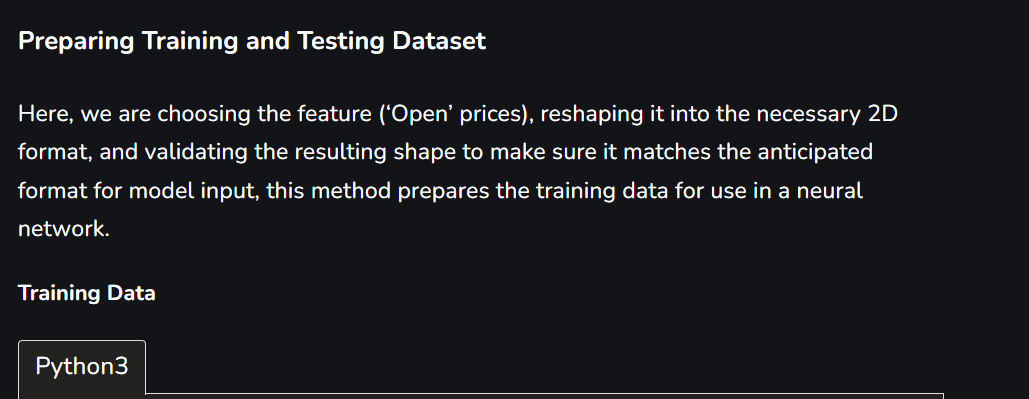 Preparing Training and Testing Dataset
Here, we are choosing the feature (‘Open’ prices), reshaping it into the necessary 2D
format, and validating the resulting shape to make sure it matches the anticipated
format for model input, this method prepares the training data for use in a neural
network.
Training Data
Python3